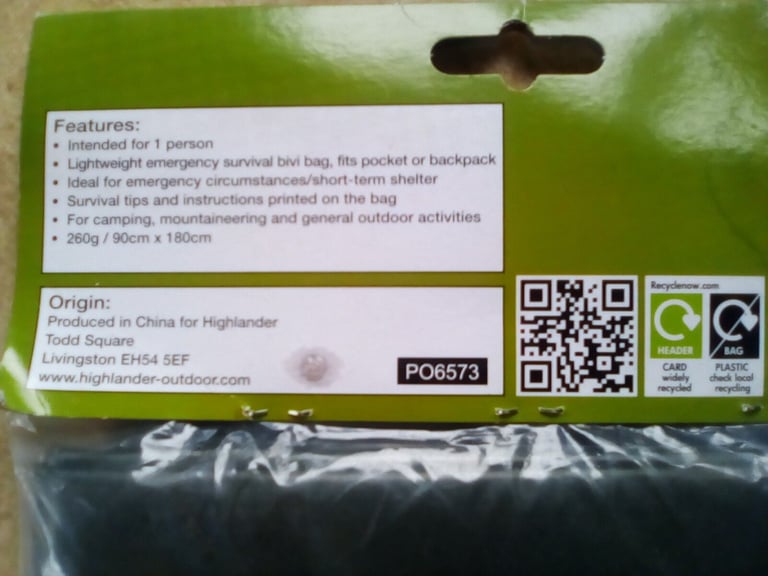 Features:
• Intended for 1 person
• Lightweight emergency survival bivi bag, fits pocket or backpack
• Ideal for emergency circumstances/short-term shelter
• Survival tips and instructions printed on the bag
• For camping, mountaineering and general outdoor activities
• 260g / 90cm x 180cm
Origin:
Produced in China for Highlander
Todd Square
Livingston EH54 5EF
www.highlander-outdoor.com
PO6573
Recyclenow.com
HEADER
CARD
widely
recycled
BAG
PLASTIC
check local
recycling